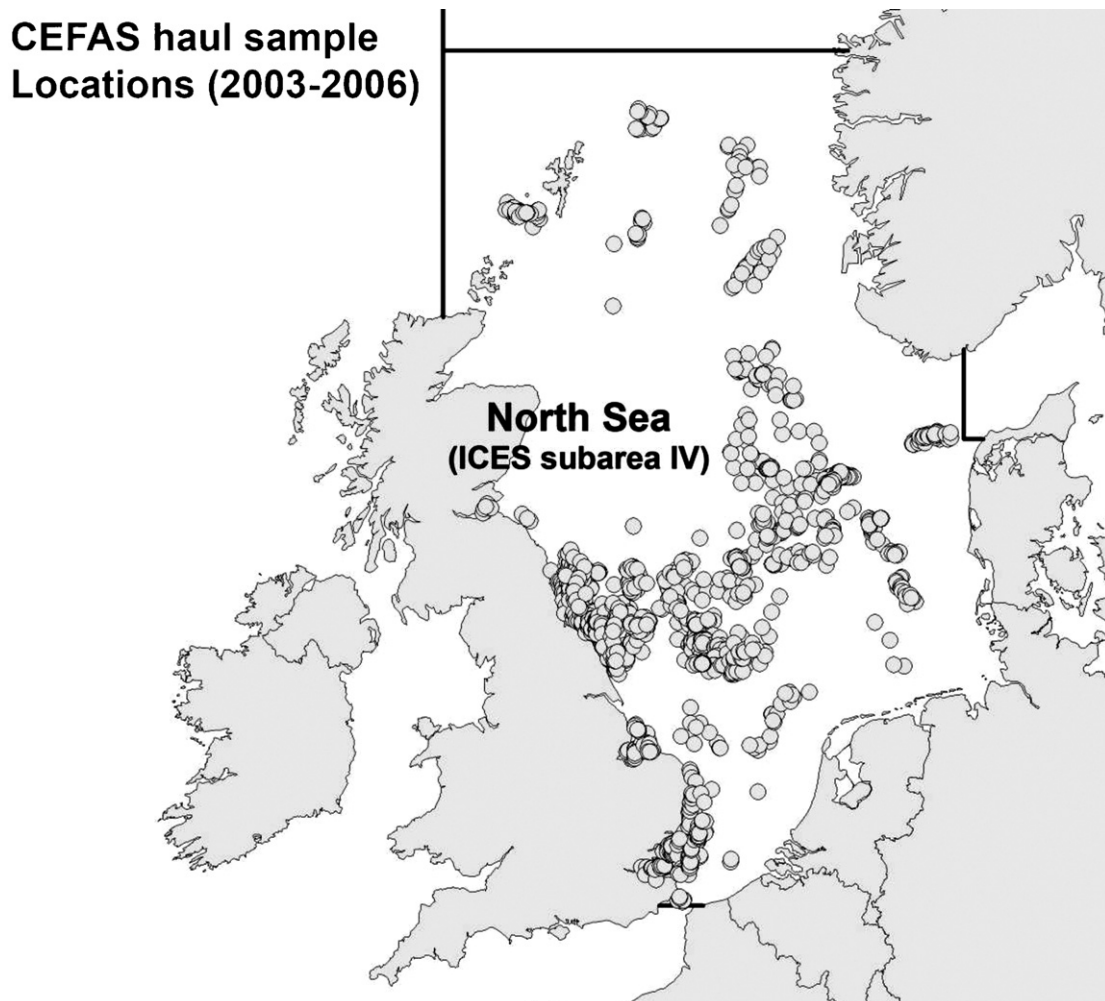 CEFAS haul sample
Locations (2003-2006)
North Sea
(ICES subarea IV)